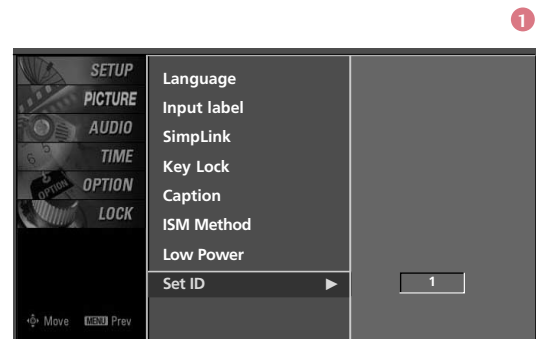 1
SETUP
PICTURE
AUDIO
TIME
OPTION
LOCK
Language
Input label
SimpLink
Key Lock
Caption
ISM Method
Low Power
Set ID ▶ 1
Move MENU Prev